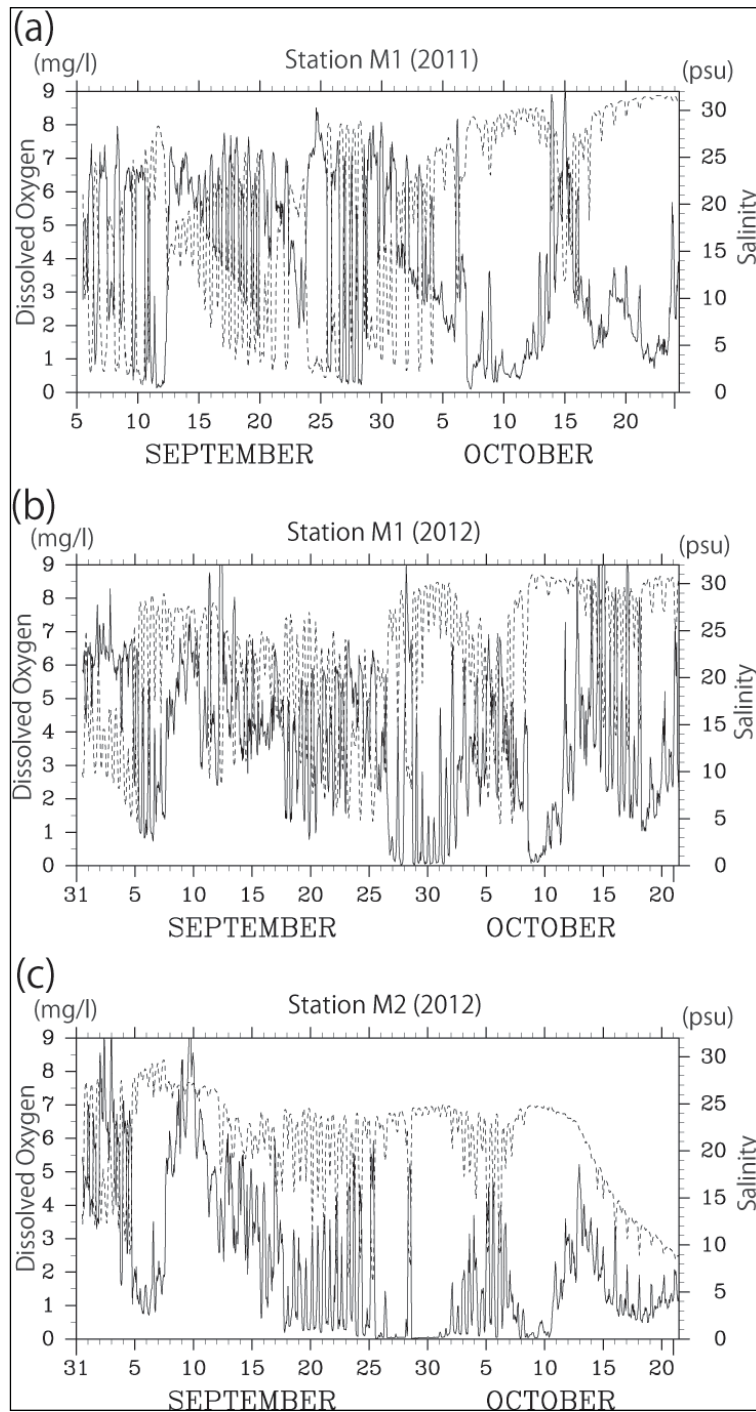 (a)
(mg/l) Station M1 (2011) (psu)
9
8
7
6
5
4
3
2
1
0
Dissolved Oxygen
30
25
20
15
10
5
0
Salinity
5 10 15 20 25 30 5 10 15 20
SEPTEMBER OCTOBER
(b)
(mg/l) Station M1 (2012) (psu)
9
8
7
6
5
4
3
2
1
0
Dissolved Oxygen
30
25
20
15
10
5
0
Salinity
31 5 10 15 20 25 30 5 10 15 20
SEPTEMBER OCTOBER
(c)
(mg/l) Station M2 (2012) (psu)
9
8
7
6
5
4
3
2
1
0
Dissolved Oxygen
30
25
20
15
10
5
0
Salinity
31 5 10 15 20 25 30 5 10 15 20
SEPTEMBER OCTOBER